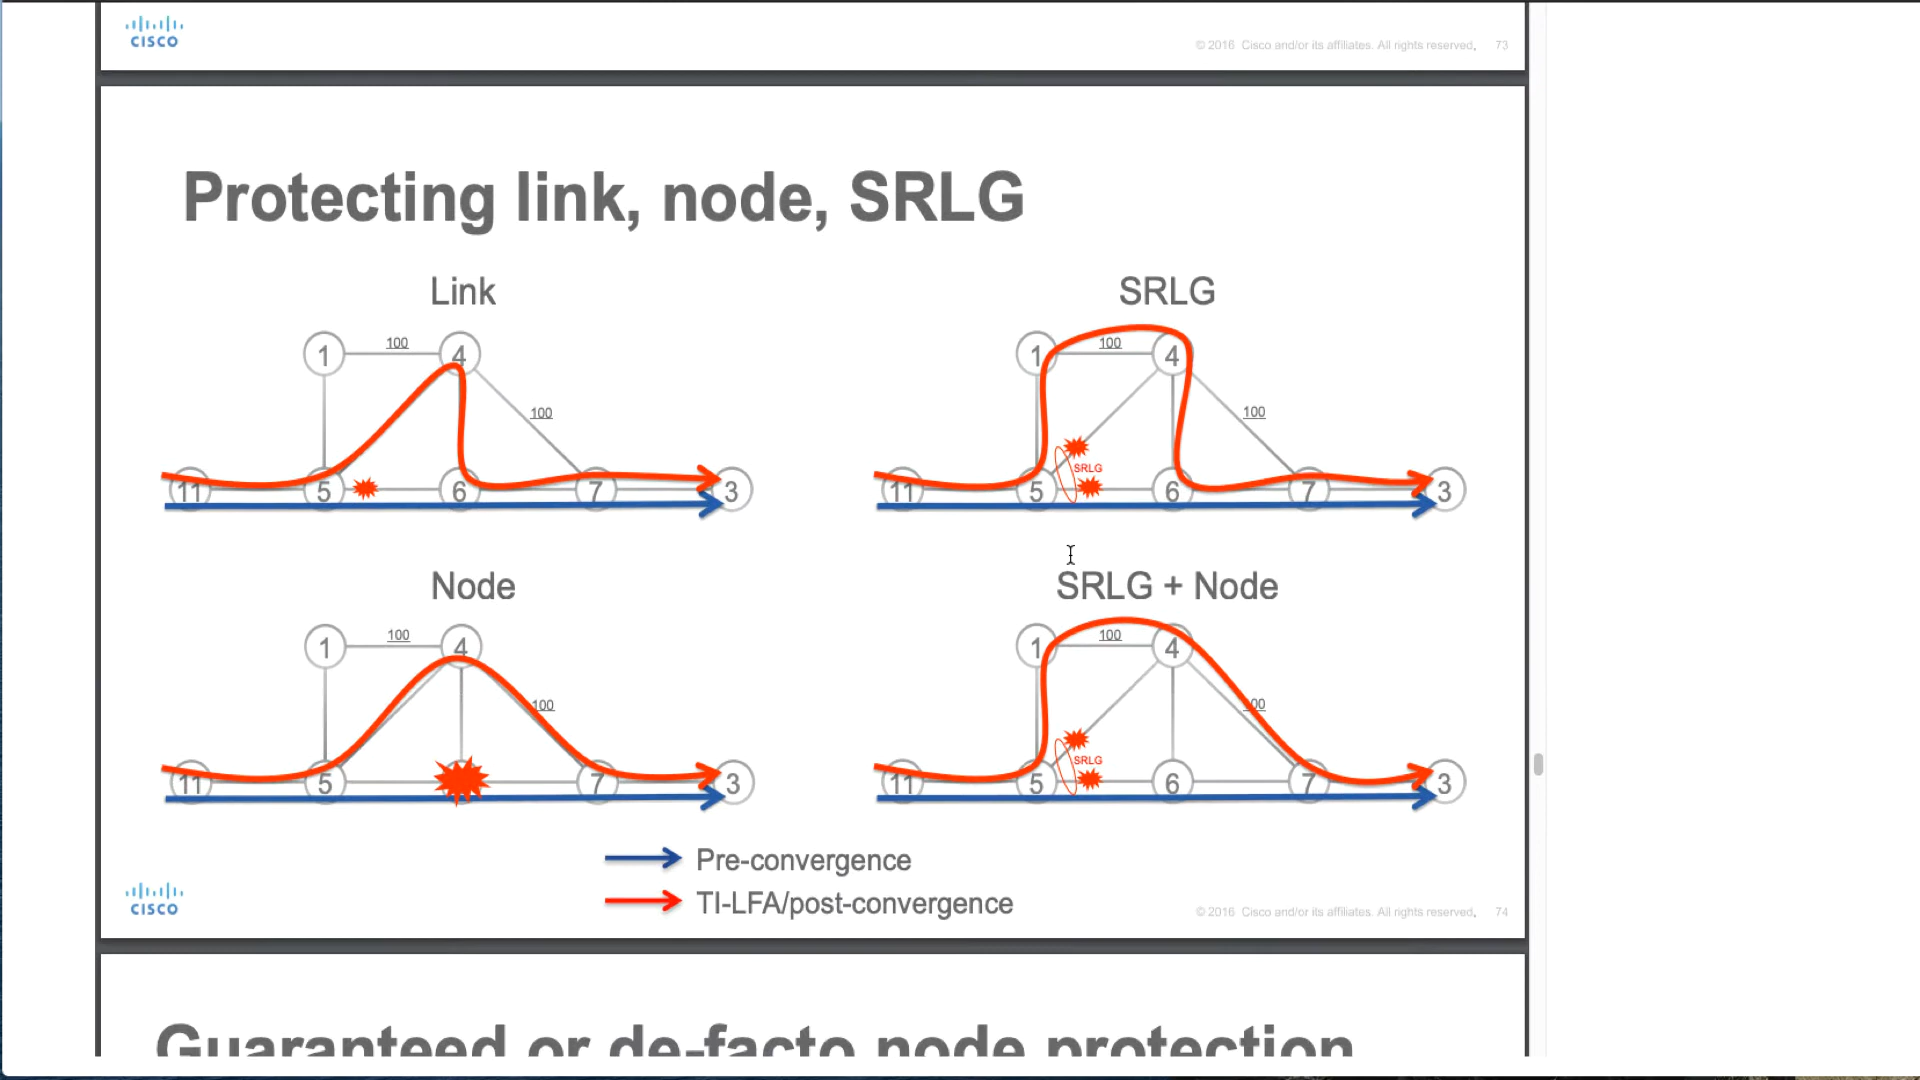 CISCO
© 2016 Cisco and/or its affiliates. All rights reserved. 73
Protecting link, node, SRLG
Link
1 100 4
100
11 5 6 7 3
SRLG
1 100 4
100
SRLG
11 5 6 7 3
Node
1 100 4
100
11 5 7 3
SRLG + Node
1 100 4
00
SRLG
11 5 6 7 3
Pre-convergence
TI-LFA/post-convergence
CISCO
© 2016 Cisco and/or its affiliates. All rights reserved. 74
Guaranteed or de-facto node protection